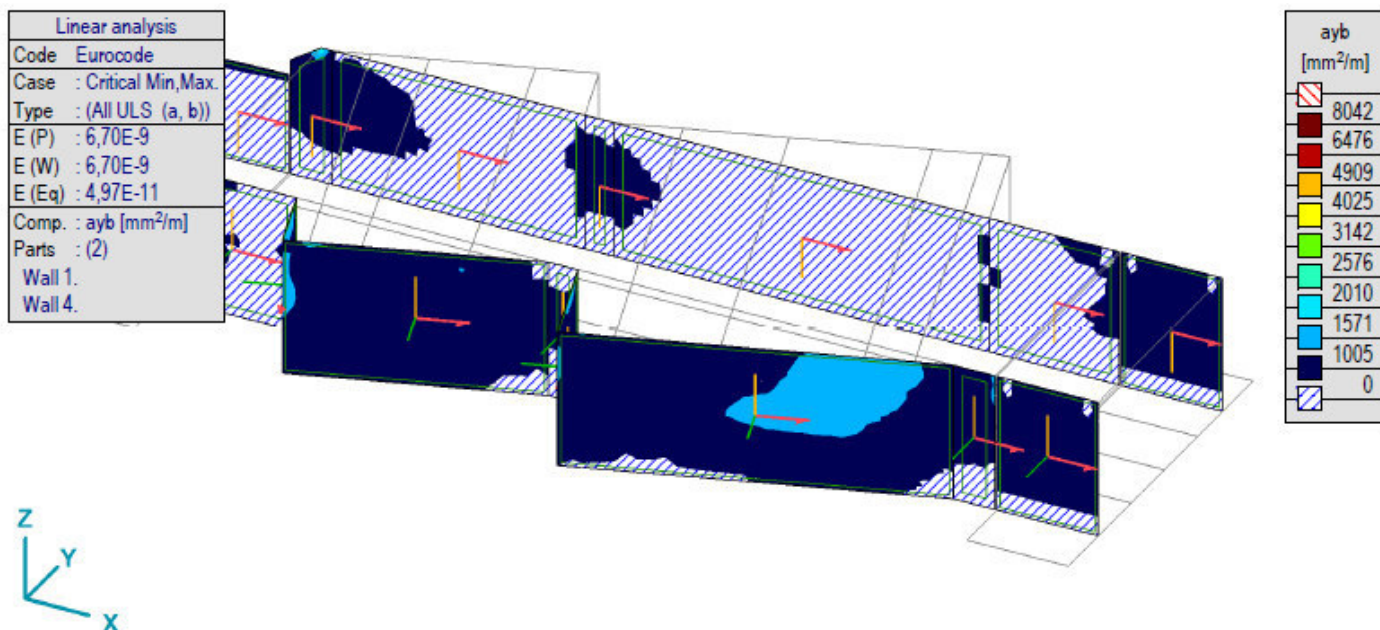 Linear analysis
Code Eurocode
Case : Critical Min,Max.
Type : (All ULS (a, b))
E (P) : 6,70E-9
E (W) : 6,70E-9
E (Eq) : 4,97E-11
Comp. : ayb [mm²/m]
Parts : (2)
Wall 1.
Wall 4.
ayb
[mm²/m]
8042
6476
4909
4025
3142
2576
2010
1571
1005
0
Z
Y
X